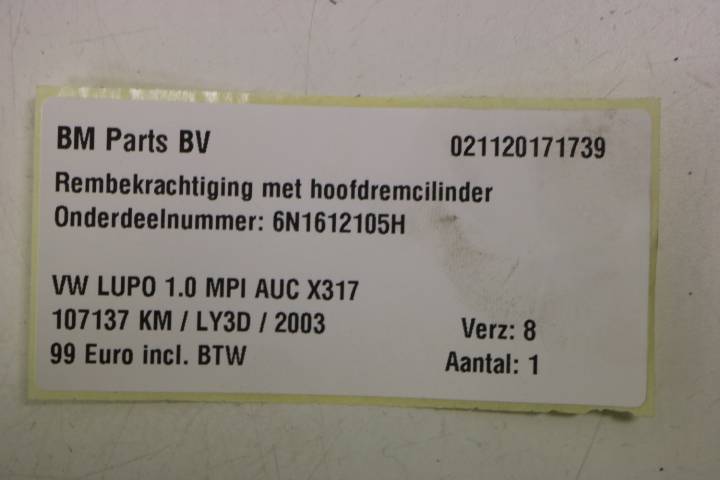 BM Parts BV 021120171739
Rembekrachtiging met hoofdremcilinder
Onderdeelnummer: 6N1612105H
VW LUPO 1.0 MPI AUC X317
107137 KM / LY3D / 2003 Verz: 8
99 Euro incl. BTW Aantal: 1